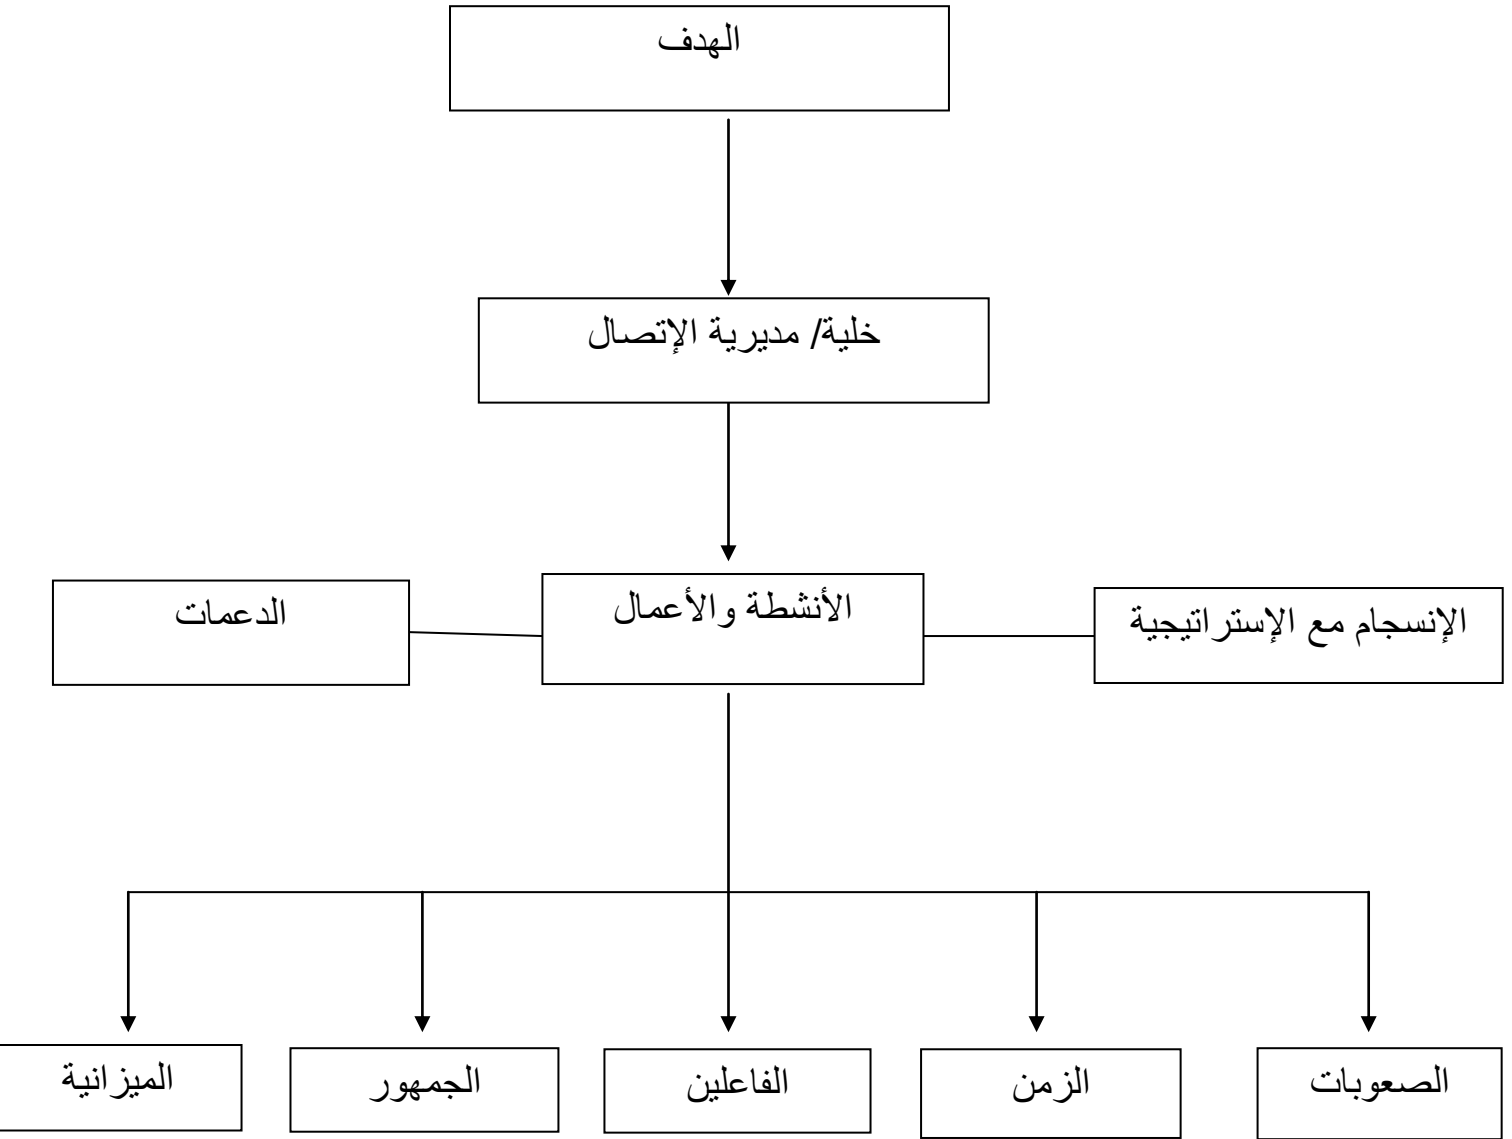 الهدف
خلية/ مديرية الإتصال
الإنسجام مع الإستراتيجية
الأنشطة والأعمال
الدعمات
الصعوبات
الزمن
الفاعلين
الجمهور
الميزانية